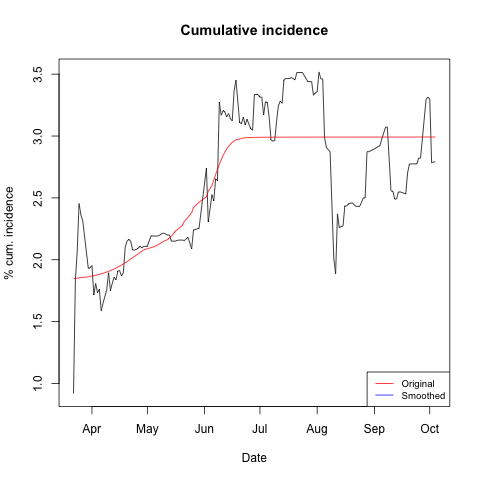 Cumulative incidence
% cum. incidence
3.5
3.0
2.5
2.0
1.5
1.0
Original
Smoothed
Apr May Jun Jul Aug Sep Oct
Date